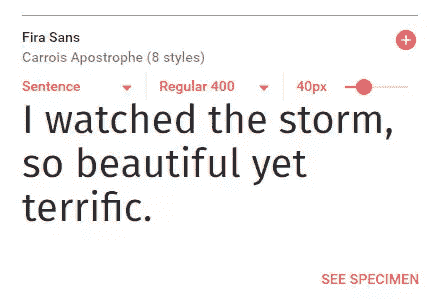 Fira Sans
Carrois Apostrophe (8 styles)
Sentence Regular 400 40px
I watched the storm,
so beautiful yet
terrific.
SEE SPECIMEN